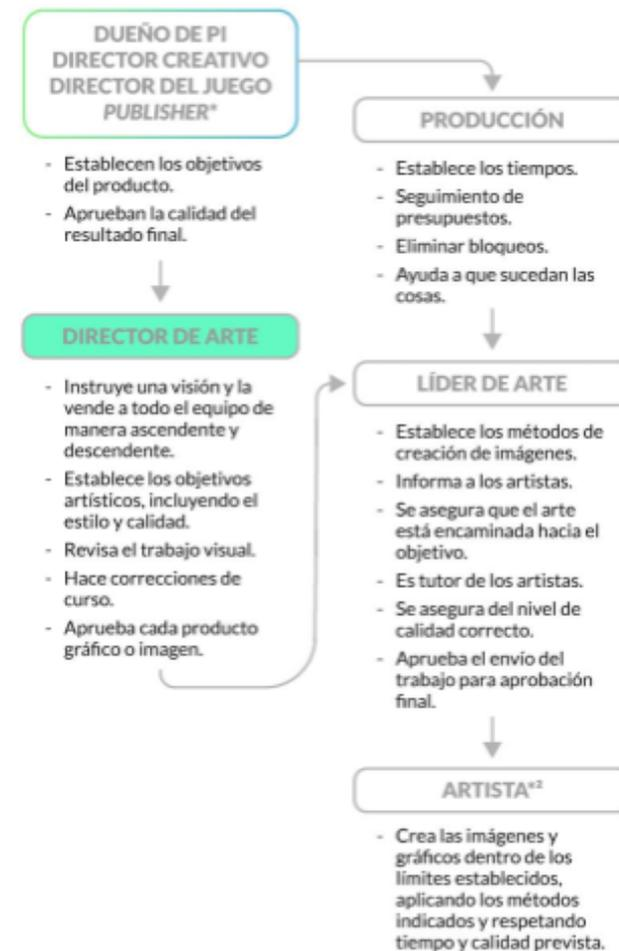 DUEÑO DE PI
DIRECTOR CREATIVO
DIRECTOR DEL JUEGO
PUBLISHER*
- Establecen los objetivos
del producto.
- Aprueban la calidad del
resultado final.
PRODUCCIÓN
- Establece los tiempos.
- Seguimiento de
presupuestos.
- Eliminar bloqueos.
- Ayuda a que sucedan las
cosas.
DIRECTOR DE ARTE
- Instruye una visión y la
vende a todo el equipo de
manera ascendente y
descendente.
- Establece los objetivos
artísticos, incluyendo el
estilo y calidad.
- Revisa el trabajo visual.
- Hace correcciones de
curso.
- Aprueba cada producto
gráfico o imagen.
LÍDER DE ARTE
- Establece los métodos de
creación de imágenes.
- Informa a los artistas.
- Se asegura que el arte
está encaminada hacia el
objetivo.
- Es tutor de los artistas.
- Se asegura del nivel de
calidad correcto.
- Aprueba el envío del
trabajo para aprobación
final.
ARTISTA*²
- Crea las imágenes y
gráficos dentro de los
límites establecidos,
aplicando los métodos
indicados y respetando
tiempo y calidad prevista.